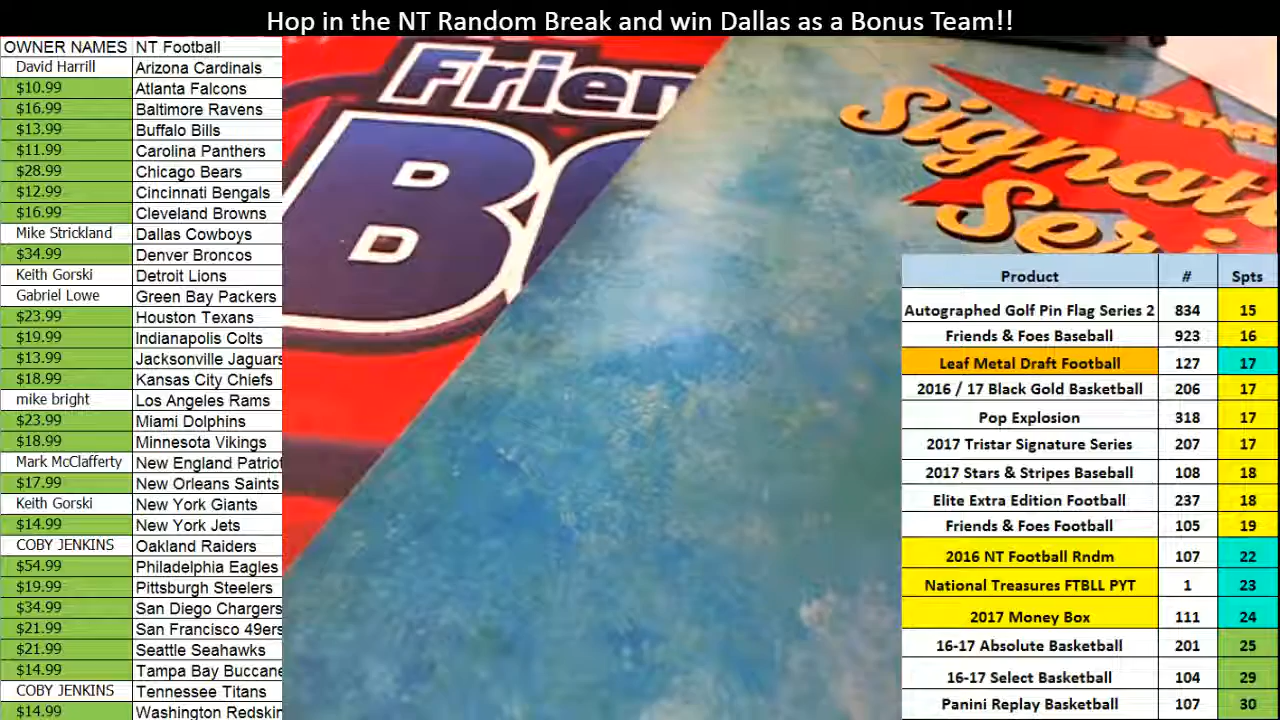 Hop in the NT Random Break and win Dallas as a Bonus Team!!
OWNER NAMES NT Football
David Harrill Arizona Cardinals
$10.99 Atlanta Falcons
$16.99 Baltimore Ravens
$13.99 Buffalo Bills
$11.99 Carolina Panthers
$28.99 Chicago Bears
$12.99 Cincinnati Bengals
$16.99 Cleveland Browns
Mike Strickland Dallas Cowboys
$34.99 Denver Broncos
Keith Gorski Detroit Lions
Gabriel Lowe Green Bay Packers
$23.99 Houston Texans
$19.99 Indianapolis Colts
$13.99 Jacksonville Jaguars
$18.99 Kansas City Chiefs
mike bright Los Angeles Rams
$23.99 Miami Dolphins
$18.99 Minnesota Vikings
Mark McClafferty New England Patriot
$17.99 New Orleans Saints
Keith Gorski New York Giants
$14.99 New York Jets
COBY JENKINS Oakland Raiders
$54.99 Philadelphia Eagles
$19.99 Pittsburgh Steelers
$34.99 San Diego Chargers
$21.99 San Francisco 49ers
$21.99 Seattle Seahawks
$14.99 Tampa Bay Buccane
COBY JENKINS Tennessee Titans
$14.99 Washington Redskin
Frien
B
TRISTAR
Signat
Seri
Product # Spts
Autographed Golf Pin Flag Series 2 834 15
Friends & Foes Baseball 923 16
Leaf Metal Draft Football 127 17
2016 / 17 Black Gold Basketball 206 17
Pop Explosion 318 17
2017 Tristar Signature Series 207 17
2017 Stars & Stripes Baseball 108 18
Elite Extra Edition Football 237 18
Friends & Foes Football 105 19
2016 NT Football Rndm 107 22
National Treasures FTBLL PYT 1 23
2017 Money Box 111 24
16-17 Absolute Basketball 201 25
16-17 Select Basketball 104 29
Panini Replay Basketball 107 30